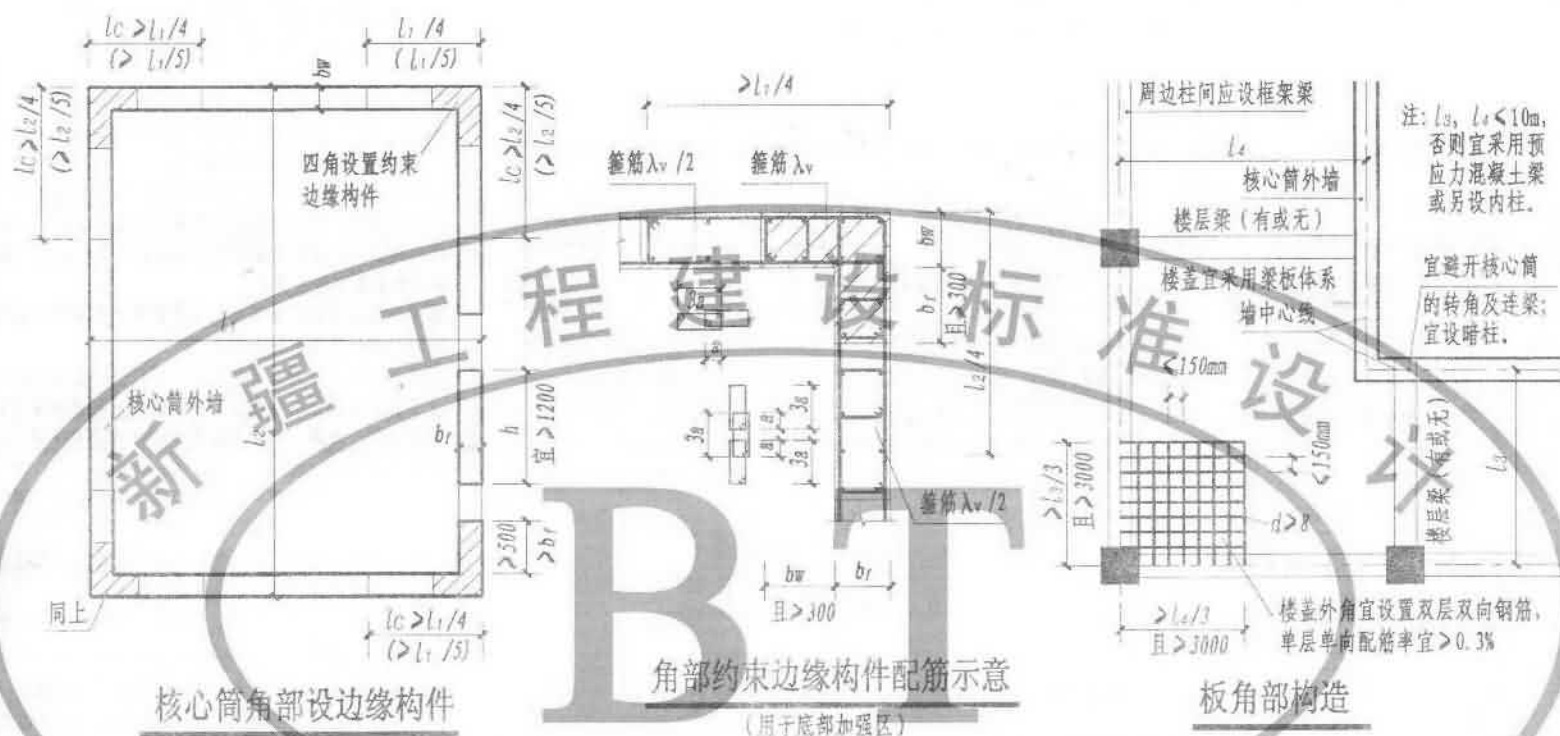 lc≥l₁/4
(≥l₁/5)
l₁/4
(l₁/5)
bw
lc≥l₂/4
(≥l₂/5)
四角设置约束
边缘构件
lc≥l₂/4
(≥l₂/5)
l₁
核心筒外墙
l₂
bf
h
宜≥1200
≥500
≥bf
同上
lc≥l₁/4
(≥l₁/5)
核心筒角部设边缘构件
≥l₁/4
箍筋λv/2
箍筋λv
bw
bf
且≥300
l₂/4
3a
a
3a
a
a
3a
3a
箍筋λv/2
bw
bf
且≥300
角部约束边缘构件配筋示意
(用于底部加强区)
周边柱间应设框架梁
l₄
核心筒外墙
楼层梁(有或无)
楼盖宜采用梁板体系
墙中心线
注:l₃, l₄≤10m,
否则宜采用预
应力混凝土梁
或另设内柱。
宜避开核心筒
的转角及连梁;
宜设暗柱。
≤150mm
≤150mm
≥l₃/3
且≥3000
d≥8
楼层梁(有或无)
l₃
≥l₄/3
且≥3000
楼盖外角宜设置双层双向钢筋,
单层单向配筋率宜≥0.3%
板角部构造
新疆工程建设标准设计
BT